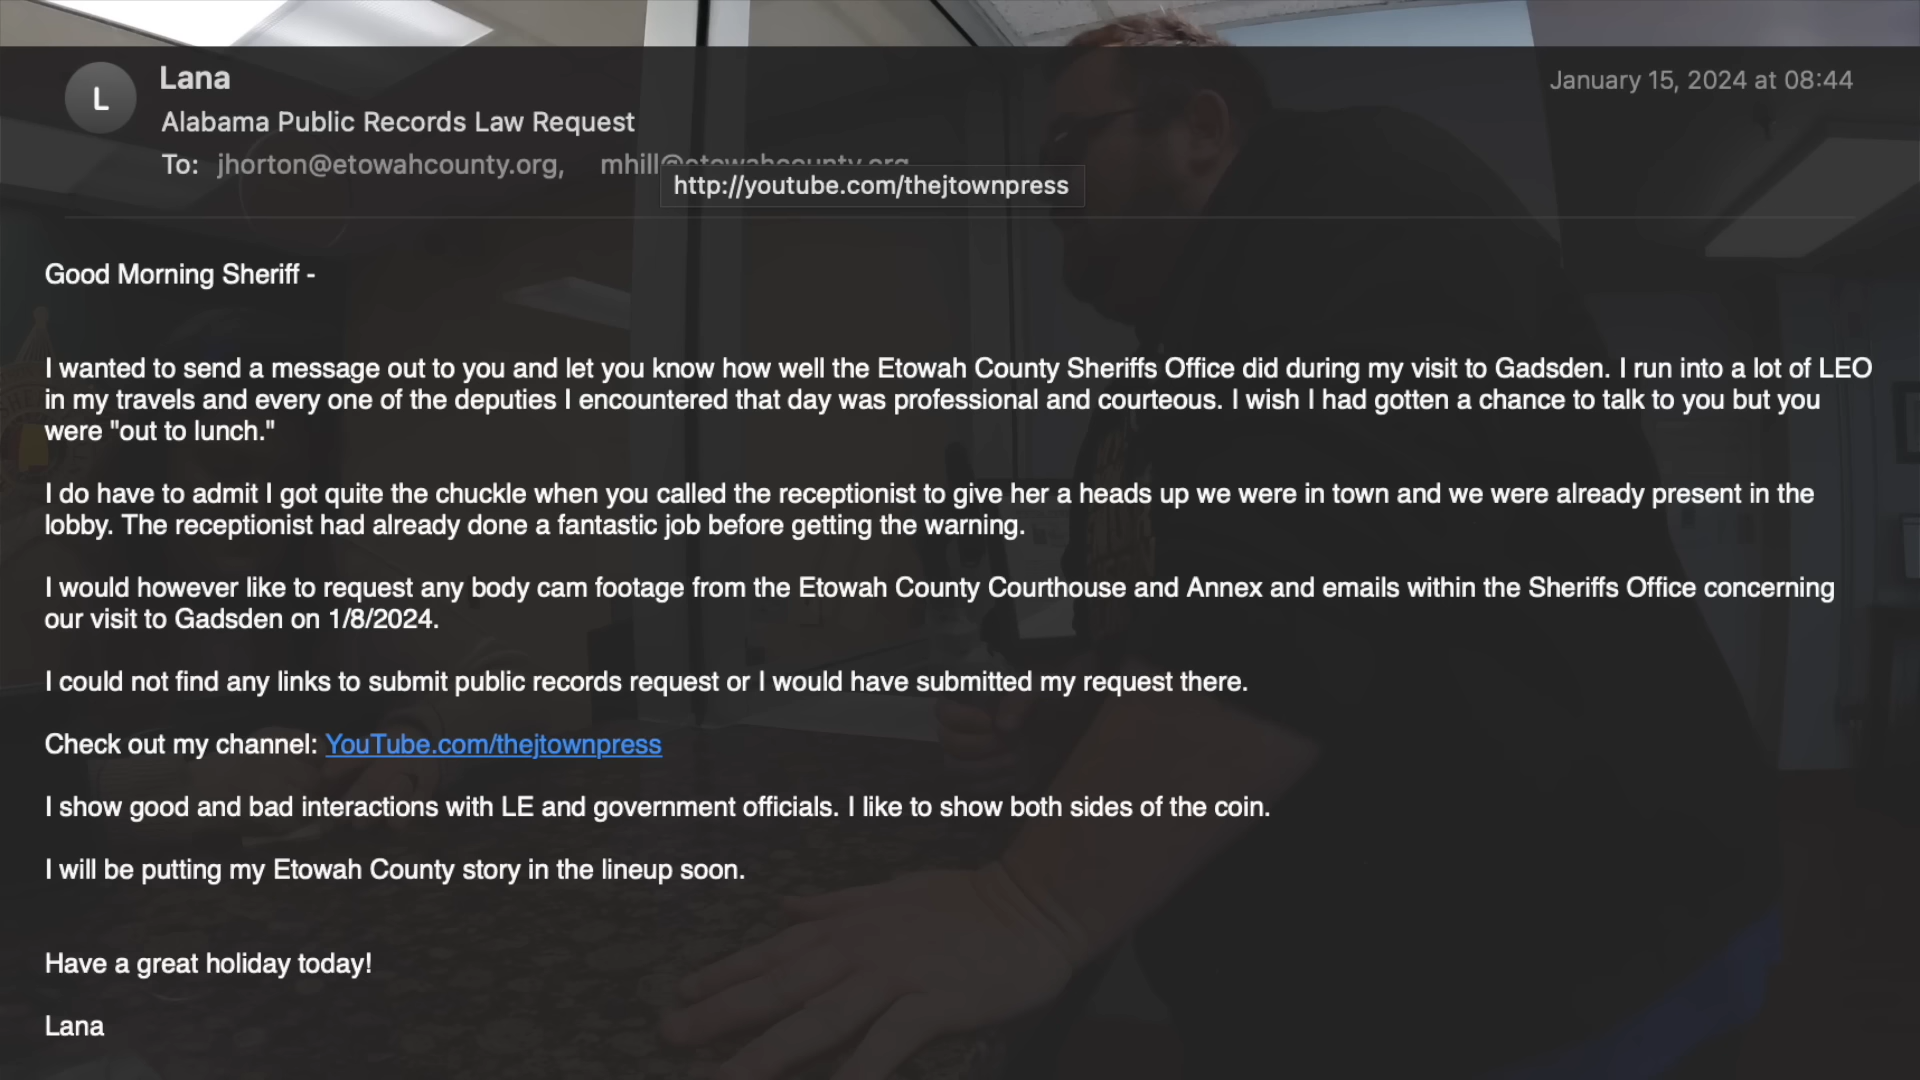 L
Lana
January 15, 2024 at 08:44
Alabama Public Records Law Request
To: jhorton@etowahcounty.org, mhill@etowahcounty.org
http://youtube.com/thejtownpress
Good Morning Sheriff -
I wanted to send a message out to you and let you know how well the Etowah County Sheriffs Office did during my visit to Gadsden. I run into a lot of LEO
in my travels and every one of the deputies I encountered that day was professional and courteous. I wish I had gotten a chance to talk to you but you
were "out to lunch."
I do have to admit I got quite the chuckle when you called the receptionist to give her a heads up we were in town and we were already present in the
lobby. The receptionist had already done a fantastic job before getting the warning.
I would however like to request any body cam footage from the Etowah County Courthouse and Annex and emails within the Sheriffs Office concerning
our visit to Gadsden on 1/8/2024.
I could not find any links to submit public records request or I would have submitted my request there.
Check out my channel: YouTube.com/thejtownpress
I show good and bad interactions with LE and government officials. I like to show both sides of the coin.
I will be putting my Etowah County story in the lineup soon.
Have a great holiday today!
Lana